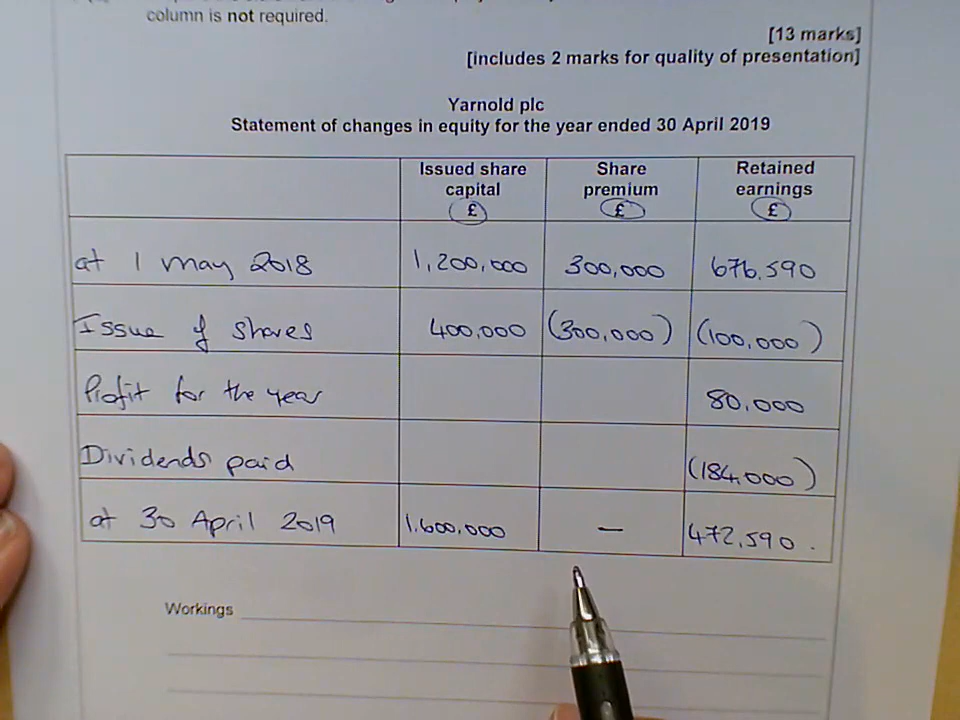 column is not required.
[13 marks]
[includes 2 marks for quality of presentation]
Yarnold plc
Statement of changes in equity for the year ended 30 April 2019
Issued share capital £ Share premium £ Retained earnings £
at 1 may 2018 1,200,000 300,000 676,590
Issue of shares 400,000 (300,000) (100,000)
Profit for the year 80,000
Dividends paid (184,000)
at 30 April 2019 1,600,000 — 472,590.
Workings